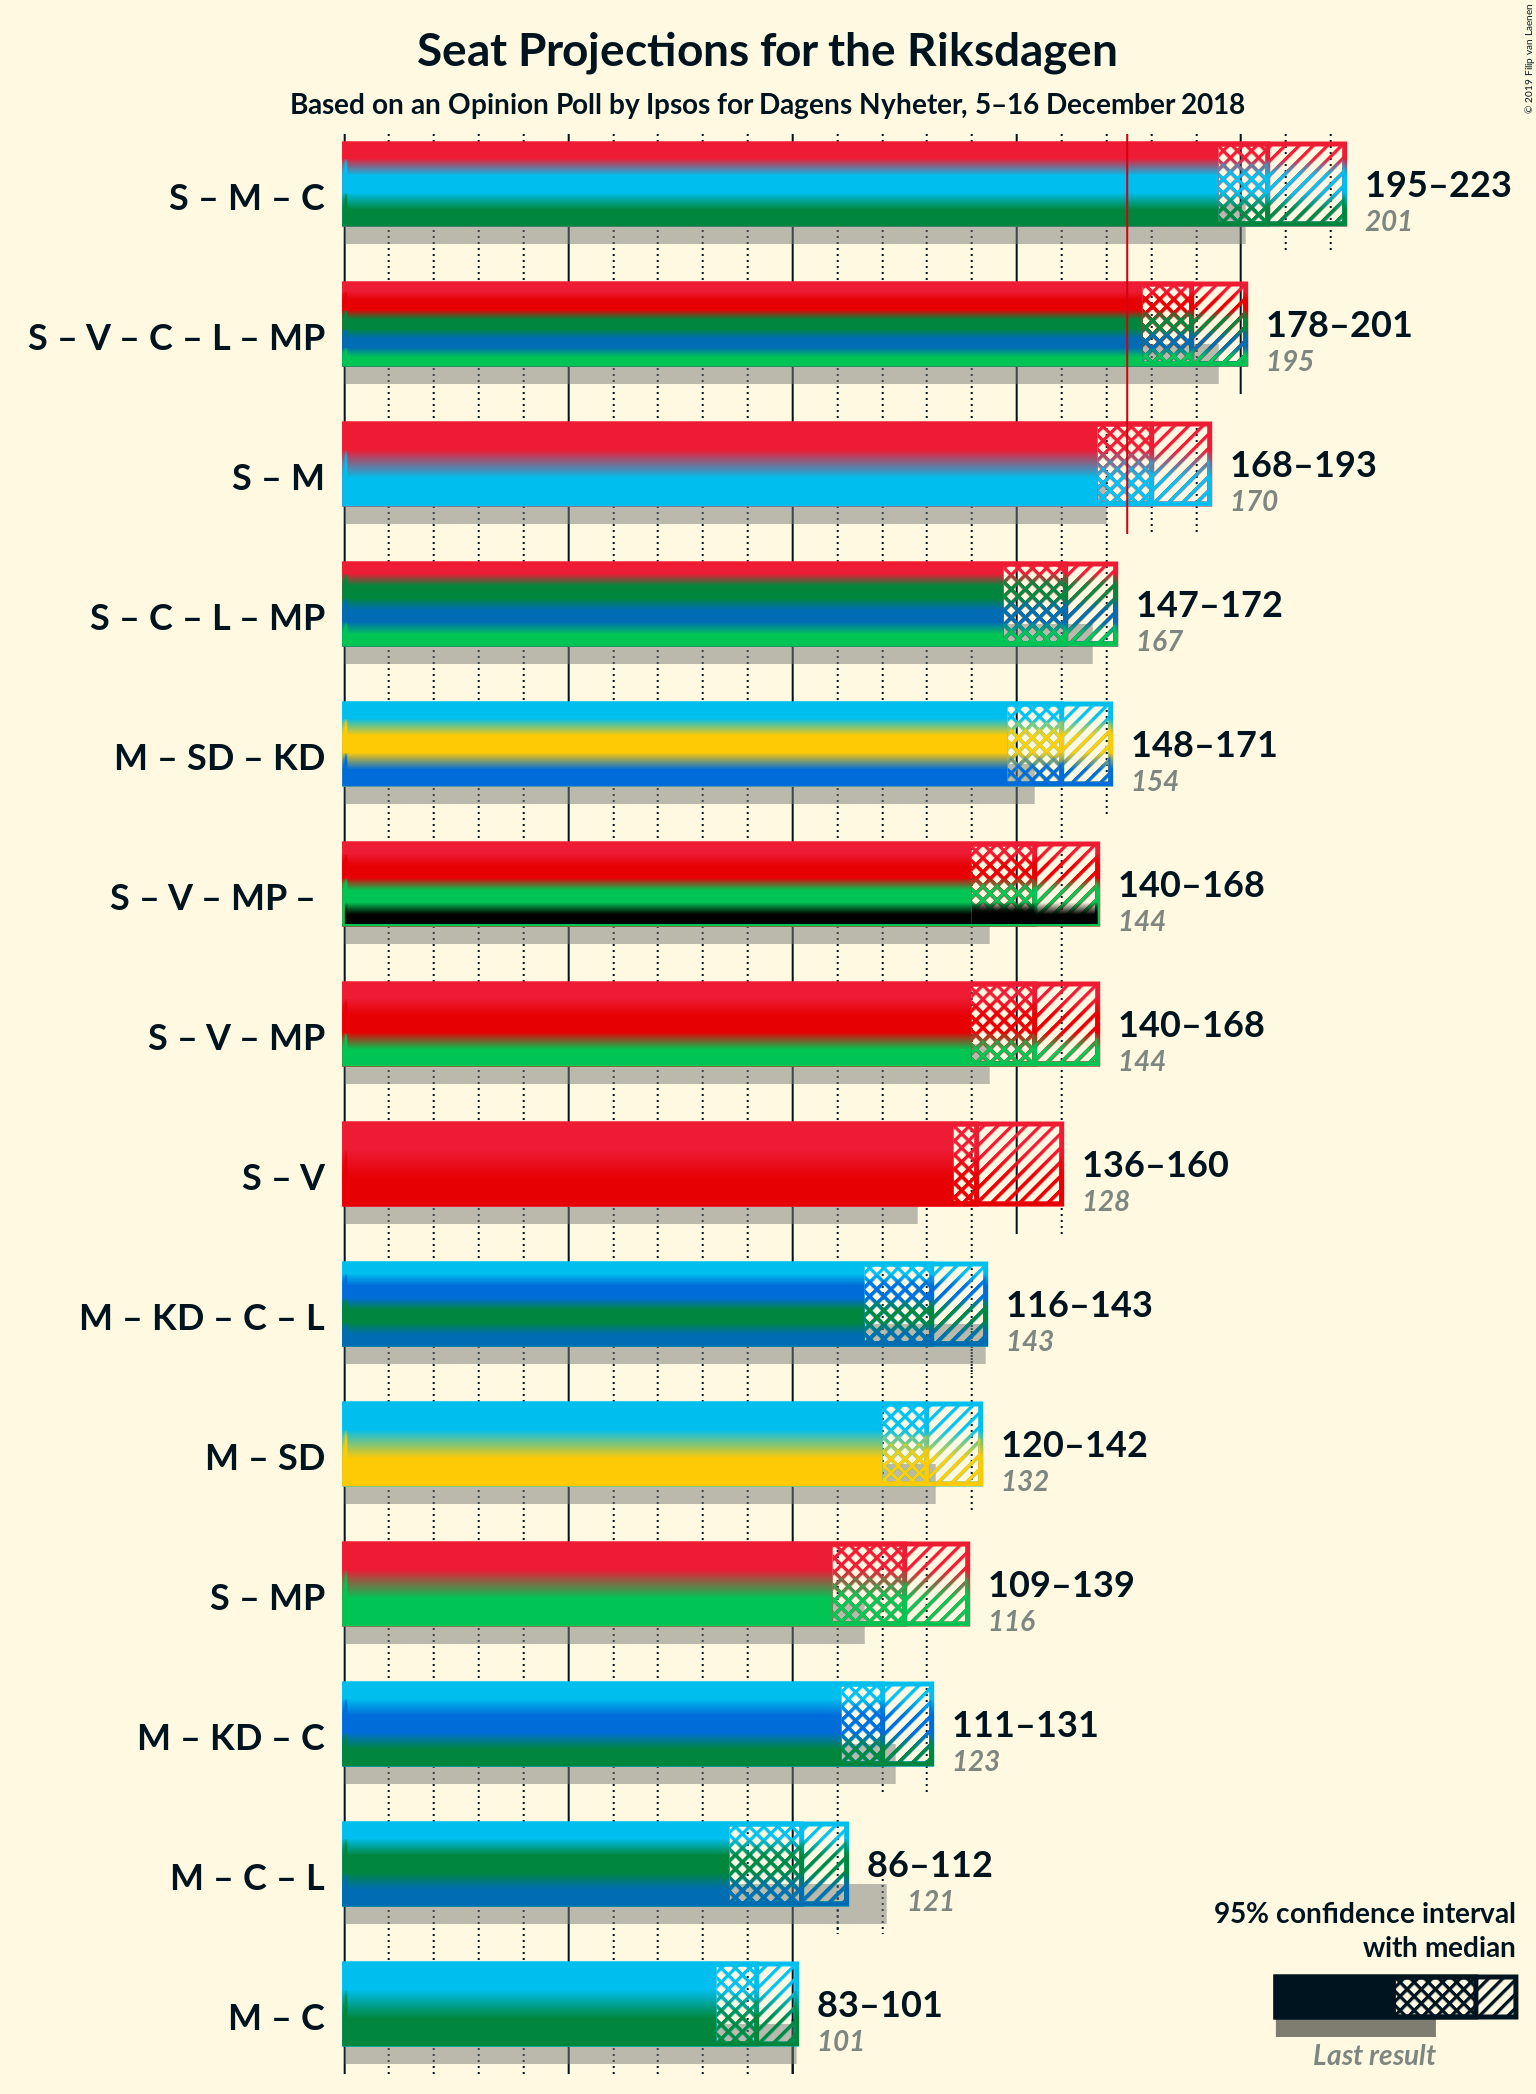 Seat Projections for the Riksdagen
Based on an Opinion Poll by Ipsos for Dagens Nyheter, 5–16 December 2018
© 2019 Filip van Laenen
S – M – C
195–223
201
S – V – C – L – MP
178–201
195
S – M
168–193
170
S – C – L – MP
147–172
167
M – SD – KD
148–171
154
S – V – MP –
140–168
144
S – V – MP
140–168
144
S – V
136–160
128
M – KD – C – L
116–143
143
M – SD
120–142
132
S – MP
109–139
116
M – KD – C
111–131
123
M – C – L
86–112
121
M – C
83–101
101
95% confidence interval
with median
Last result